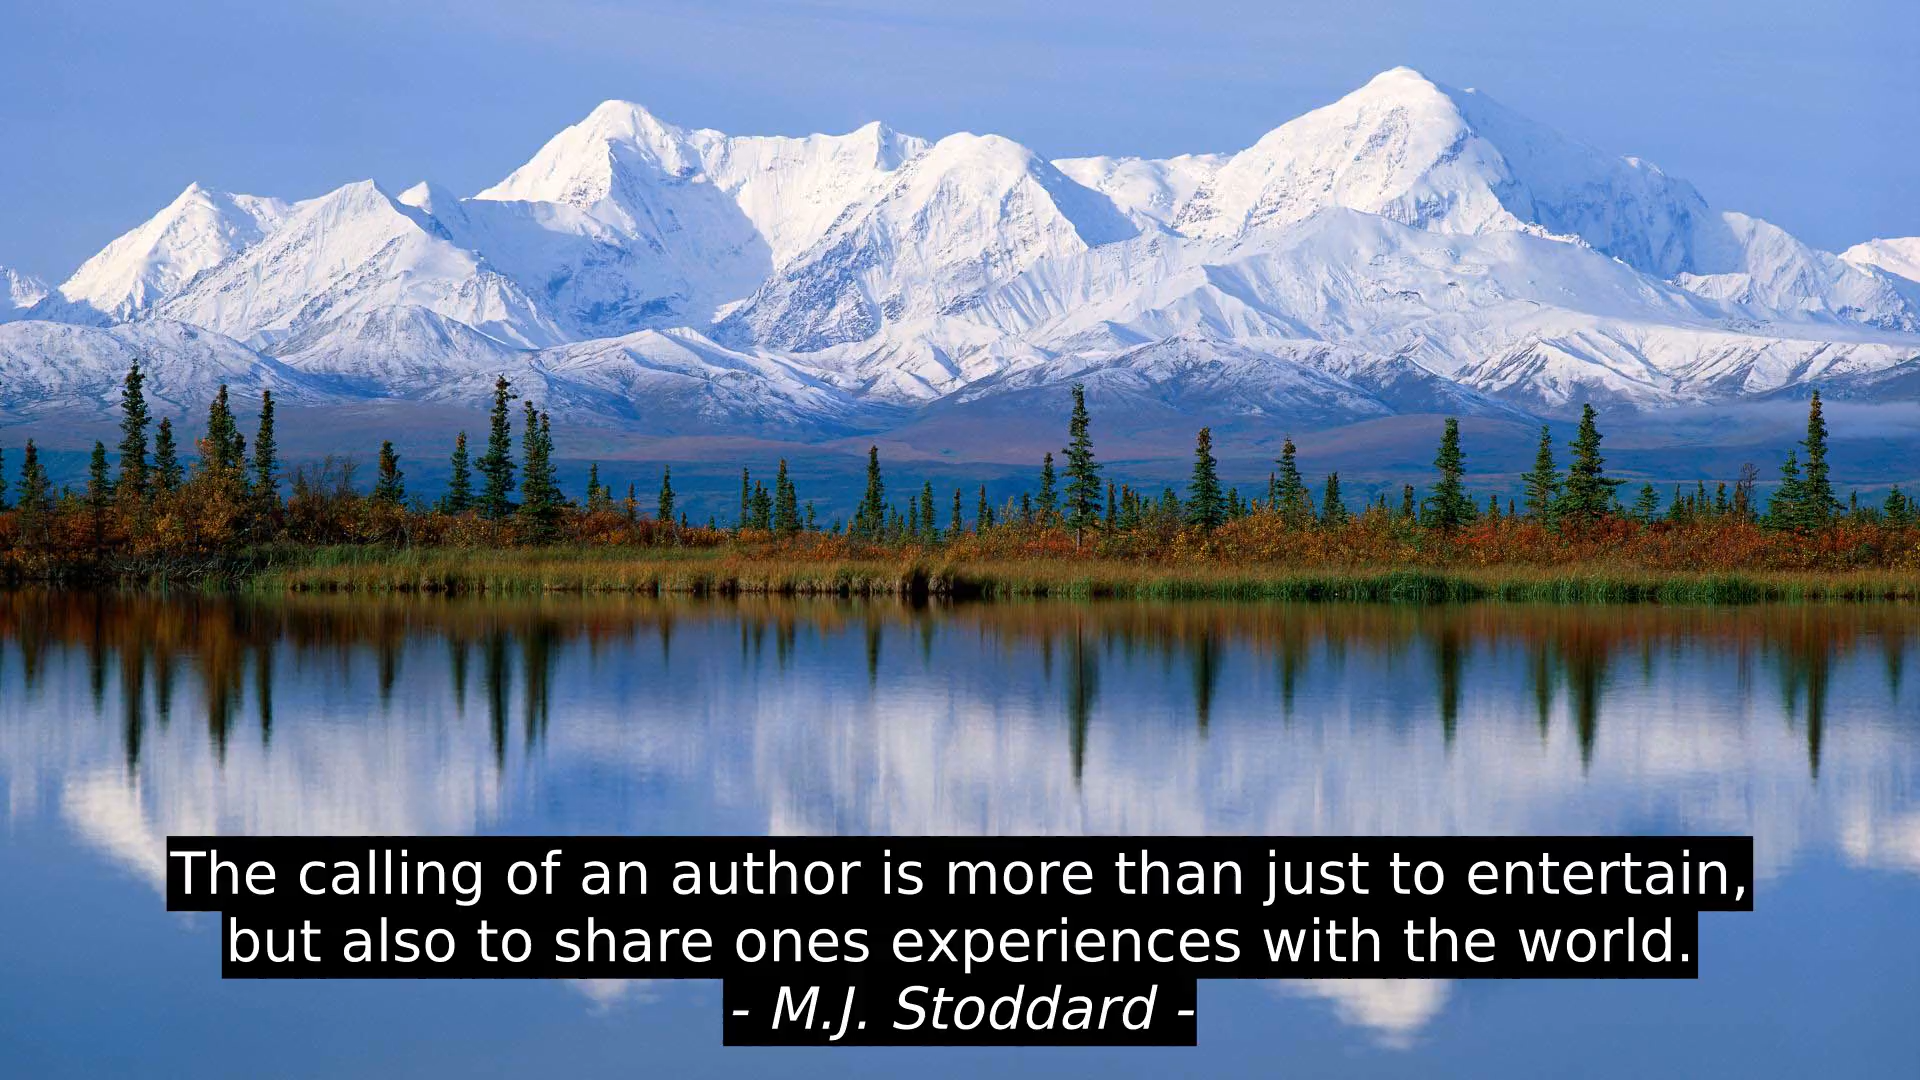 The calling of an author is more than just to entertain,
but also to share ones experiences with the world.
- M.J. Stoddard -